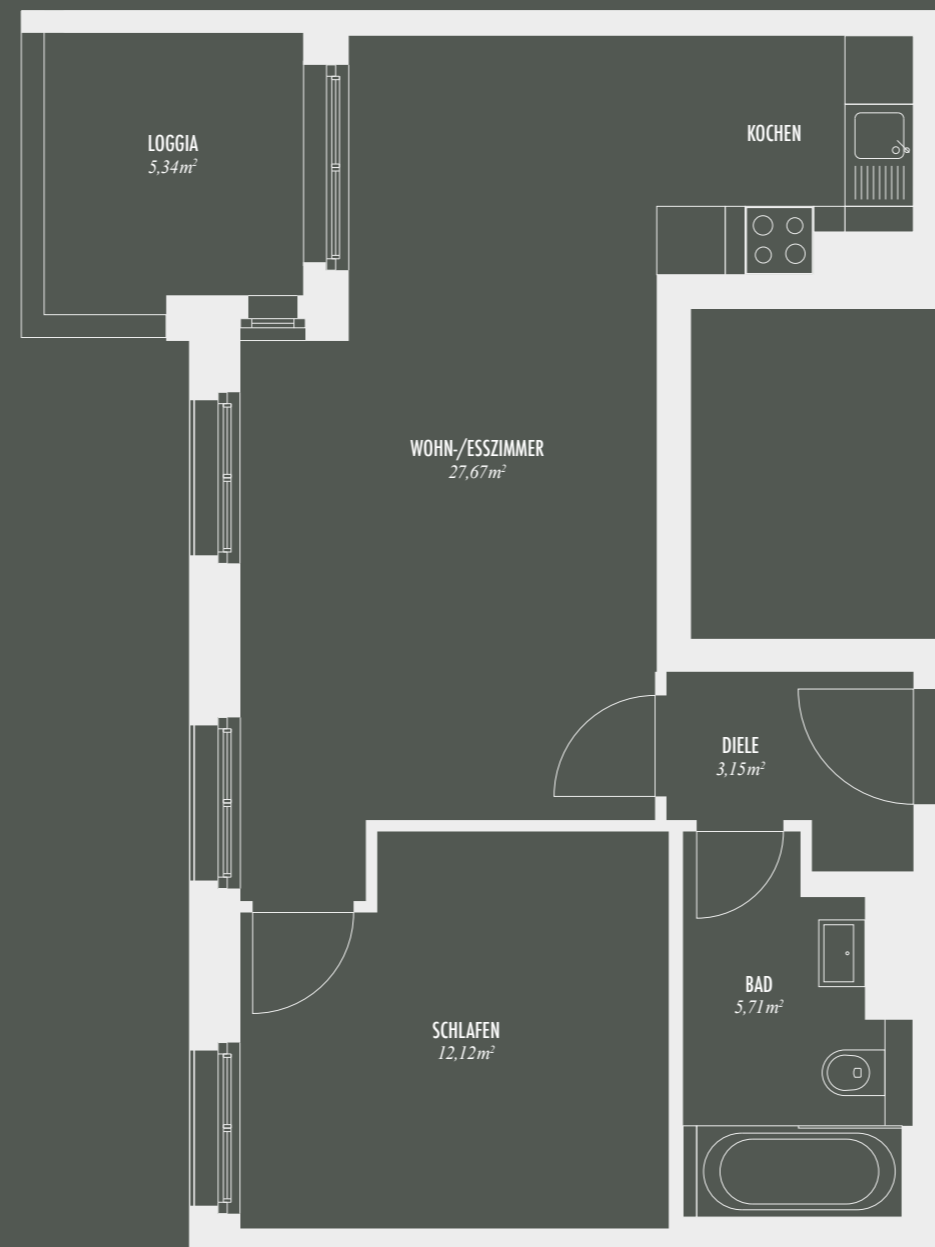 LOGGIA
5,34m²
KOCHEN
WOHN-/ESSZIMMER
27,67m²
DIELE
3,15m²
BAD
5,71m²
SCHLAFEN
12,12m²